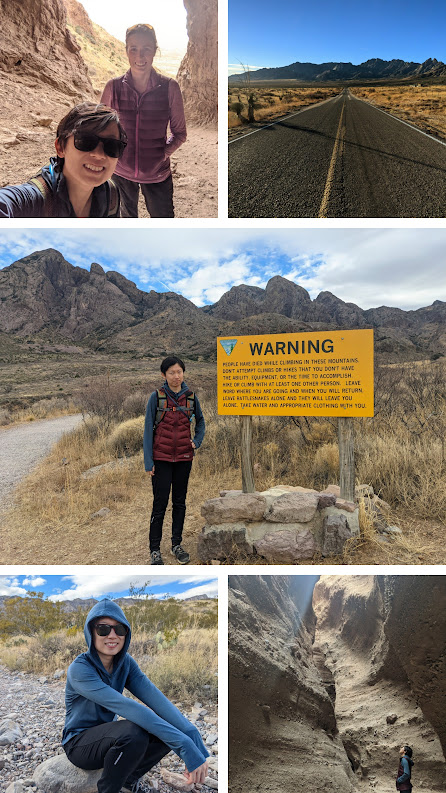 WARNING
PEOPLE HAVE DIED WHILE CLIMBING IN THESE MOUNTAINS.
DON'T ATTEMPT CLIMBS OR HIKES THAT YOU DON'T HAVE
THE ABILITY, EQUIPMENT, OR THE TIME TO ACCOMPLISH.
HIKE OR CLIMB WITH AT LEAST ONE OTHER PERSON. LEAVE
WORD WHERE YOU ARE GOING AND WHEN YOU WILL RETURN.
LEAVE RATTLESNAKES ALONE AND THEY WILL LEAVE YOU
ALONE. TAKE WATER AND APPROPRIATE CLOTHING WITH YOU.